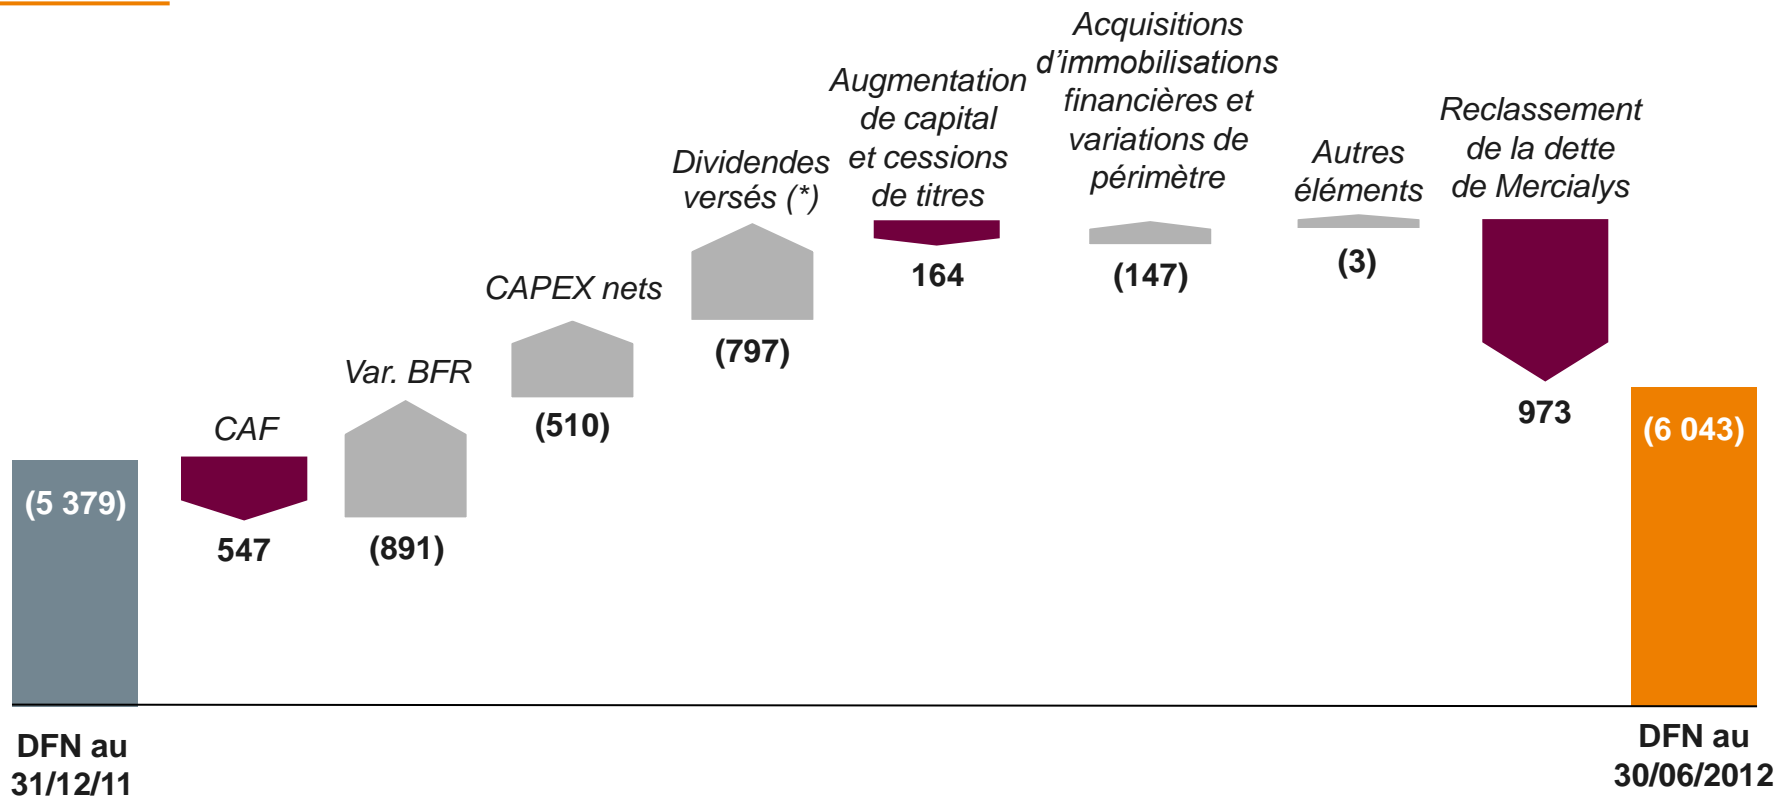 (5 379)
DFN au
31/12/11
CAF
547
Var. BFR
(891)
CAPEX nets
(510)
Dividendes
versés (*)
(797)
Augmentation
de capital
et cessions
de titres
164
Acquisitions
d'immobilisations
financières et
variations de
périmètre
(147)
Autres
éléments
(3)
Reclassement
de la dette
de Mercialys
973
(6 043)
DFN au
30/06/2012